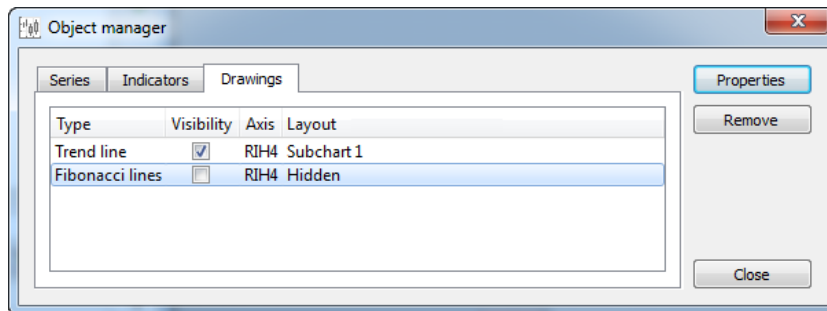 Object manager
Series Indicators Drawings
Properties
Remove
Type Visibility Axis Layout
Trend line RIH4 Subchart 1
Fibonacci lines RIH4 Hidden
Close